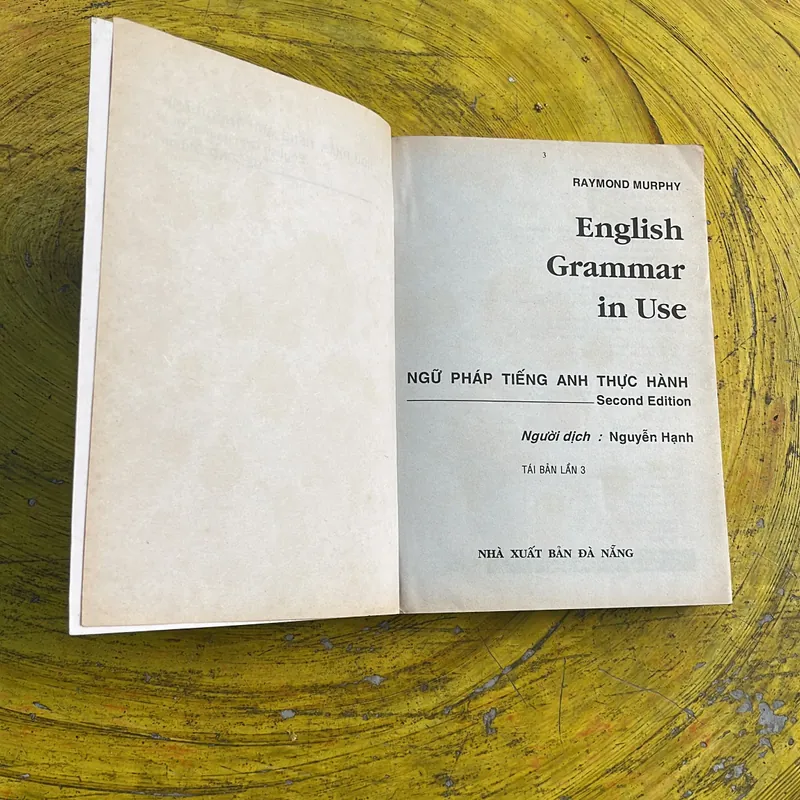 3
RAYMOND MURPHY
English
Grammar
in Use
NGỮ PHÁP TIẾNG ANH THỰC HÀNH
Second Edition
Người dịch : Nguyễn Hạnh
TÁI BẢN LẦN 3
NHÀ XUẤT BẢN ĐÀ NẴNG